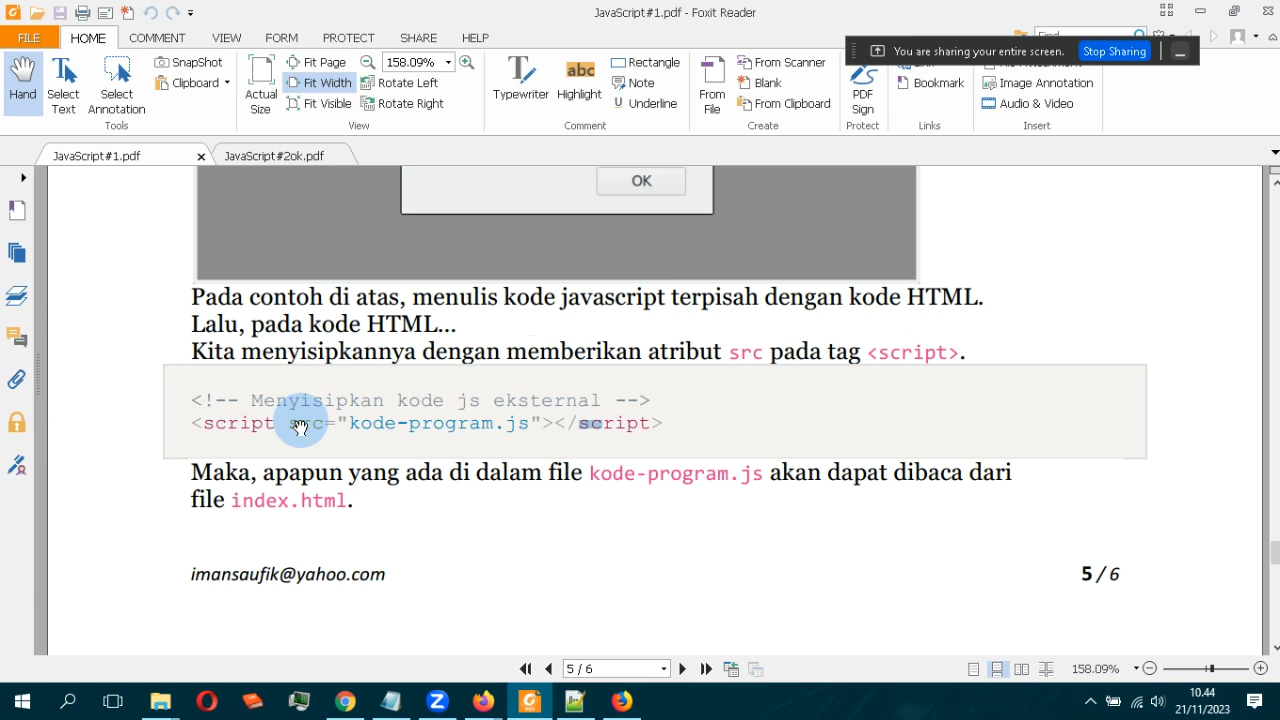 JavaScript#1.pdf - Foxit Reader
FILE HOME COMMENT VIEW FORM PROTECT SHARE HELP
Find
You are sharing your entire screen. Stop Sharing
Hand
Select Text
Select Annotation
SnapShot
Clipboard
Tools
Actual Size
Fit Page
Fit Width
Fit Visible
158.09%
Rotate Left
Rotate Right
View
Typewriter
Highlight
Rectangle
Note
Underline
Comment
From File
From Scanner
Blank
From Clipboard
Create
PDF Sign
Protect
Bookmark
Links
Image Annotation
Audio & Video
Insert
JavaScript#1.pdf
JavaScript#2ok.pdf
OK
Pada contoh di atas, menulis kode javascript terpisah dengan kode HTML.
Lalu, pada kode HTML...
Kita menyisipkannya dengan memberikan atribut src pada tag <script>.
<!-- Menyisipkan kode js eksternal -->
<script src="kode-program.js"></script>
Maka, apapun yang ada di dalam file kode-program.js akan dapat dibaca dari
file index.html.
imansaufik@yahoo.com
5 / 6
5 / 6
158.09%
10.44
21/11/2023